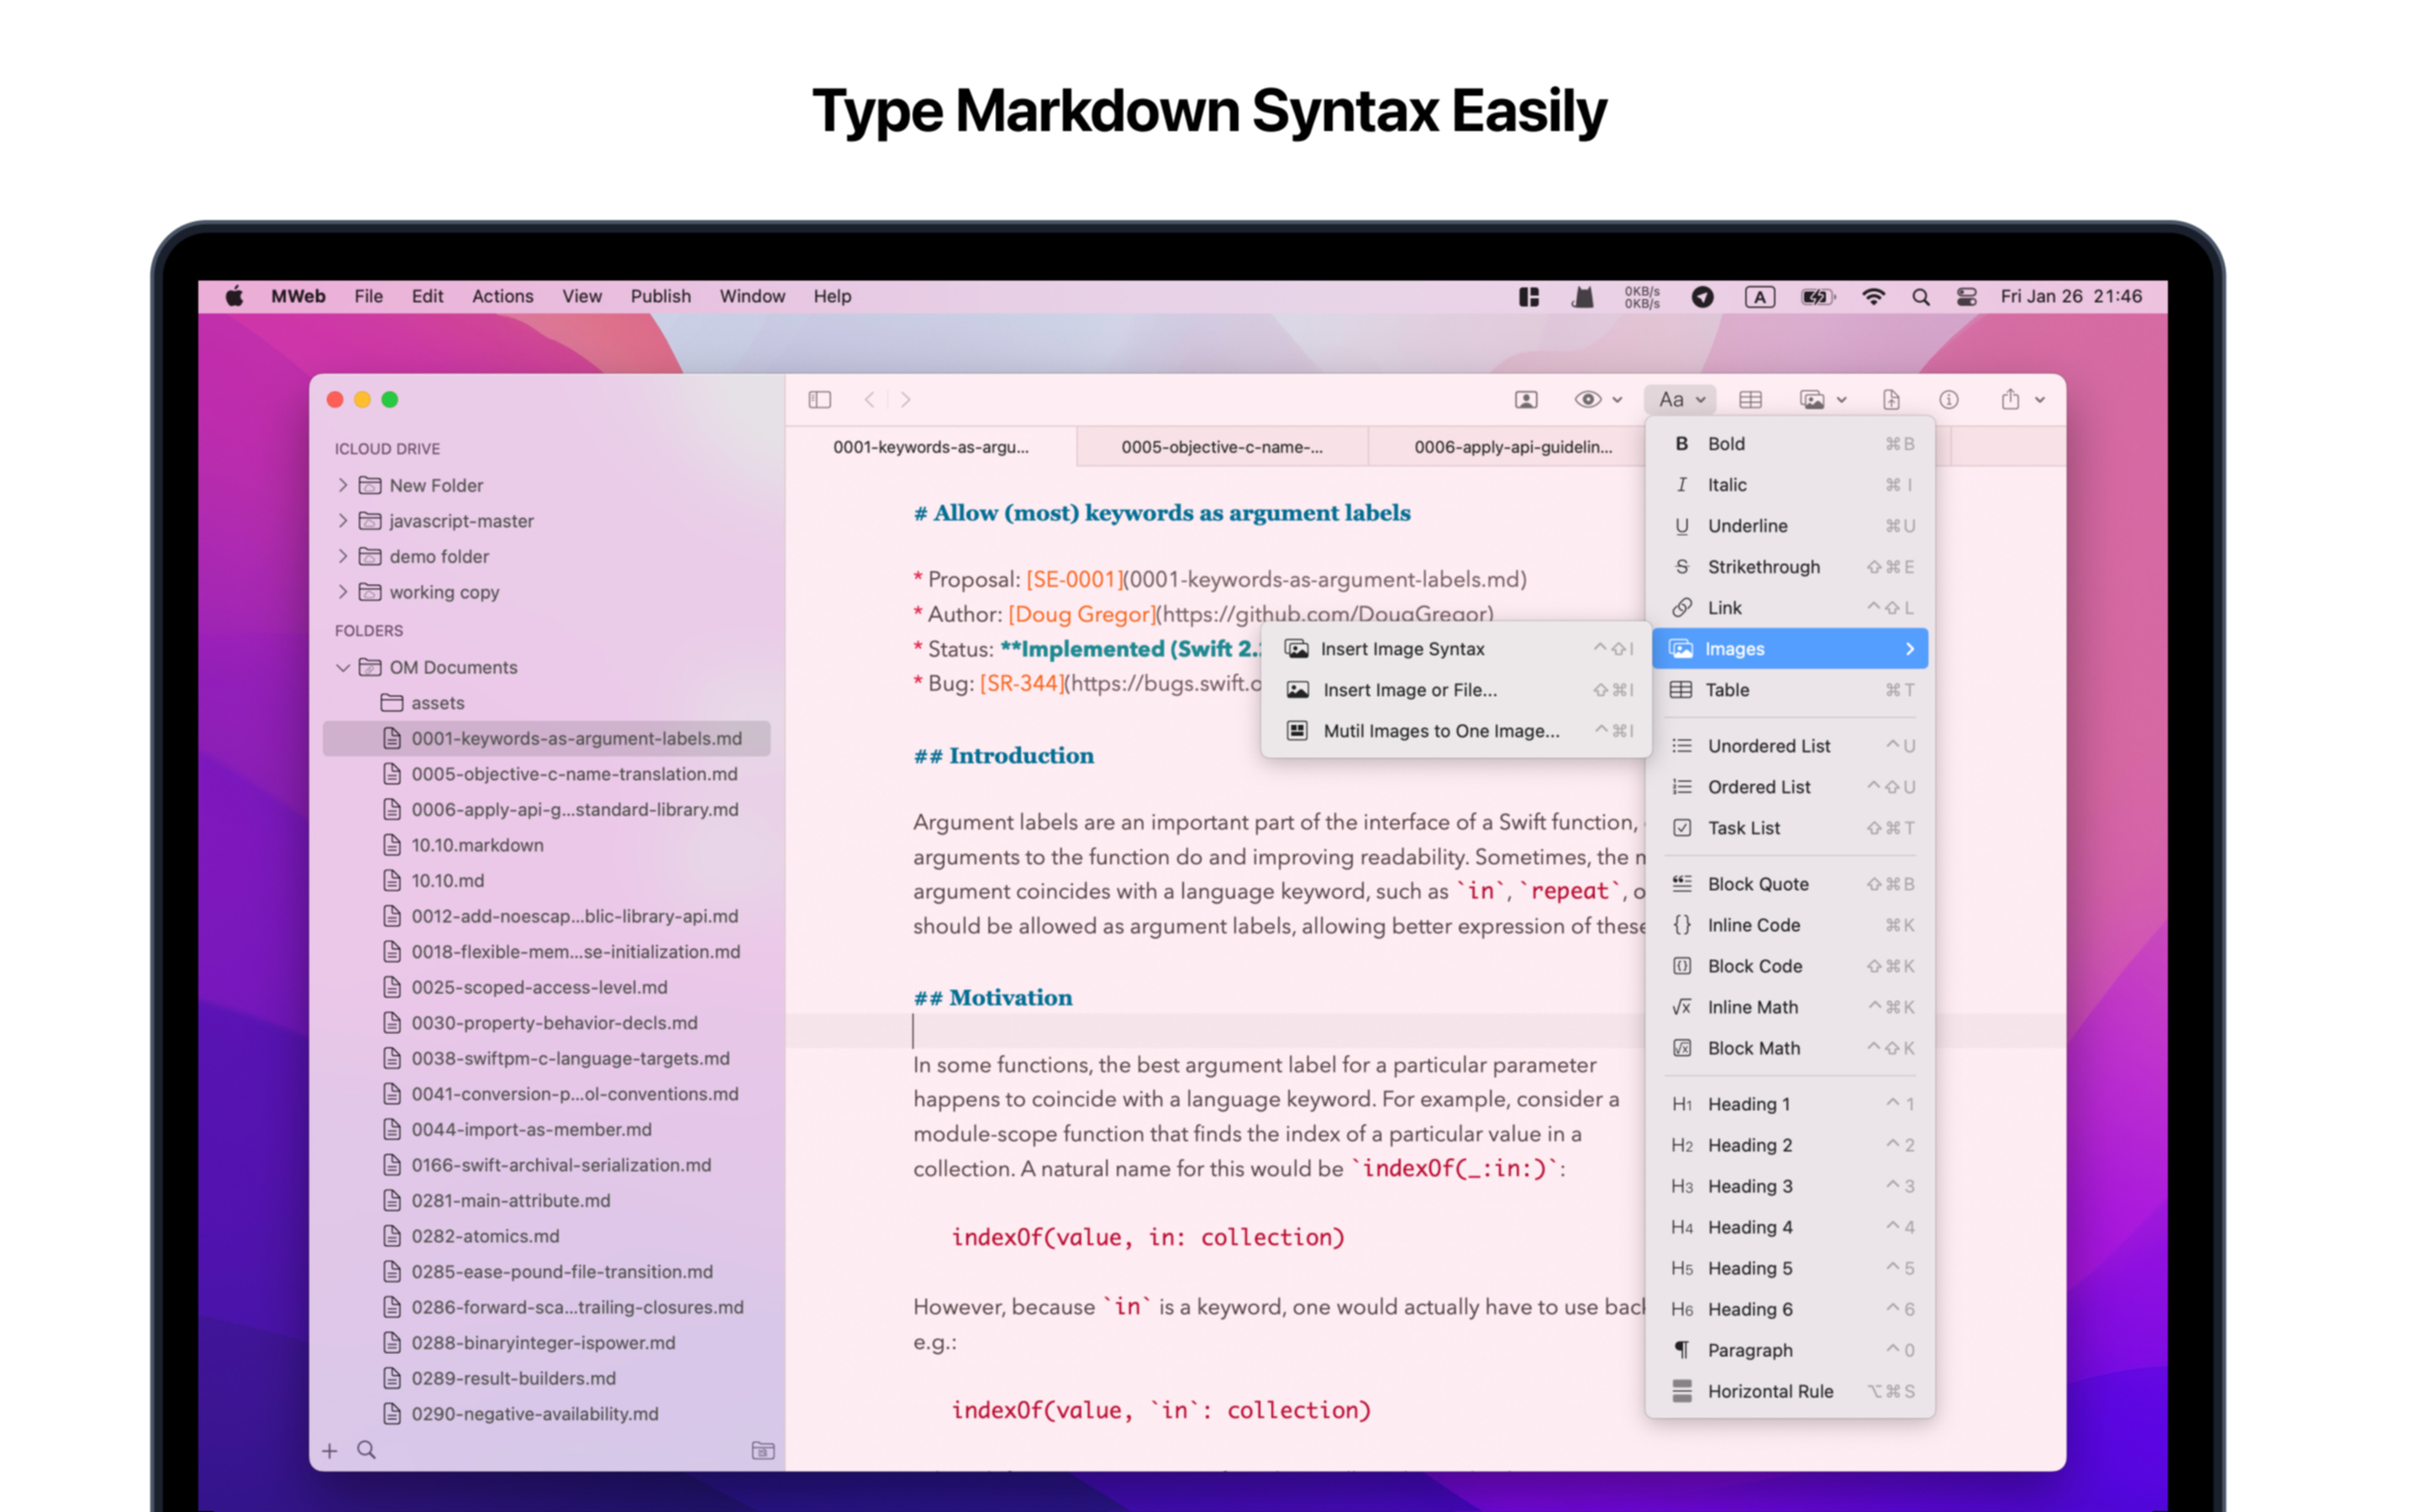 Type Markdown Syntax Easily
MWeb File Edit Actions View Publish Window Help
0KB/s
0KB/s
A
Fri Jan 26 21:46
ICLOUD DRIVE
New Folder
javascript-master
demo folder
working copy
FOLDERS
OM Documents
assets
0001-keywords-as-argument-labels.md
0005-objective-c-name-translation.md
0006-apply-api-g...standard-library.md
10.10.markdown
10.10.md
0012-add-noescap...blic-library-api.md
0018-flexible-mem...se-initialization.md
0025-scoped-access-level.md
0030-property-behavior-decls.md
0038-swiftpm-c-language-targets.md
0041-conversion-p...ol-conventions.md
0044-import-as-member.md
0166-swift-archival-serialization.md
0281-main-attribute.md
0282-atomics.md
0285-ease-pound-file-transition.md
0286-forward-sca...trailing-closures.md
0288-binaryinteger-ispower.md
0289-result-builders.md
0290-negative-availability.md
Aa
0001-keywords-as-argu... 0005-objective-c-name-... 0006-apply-api-guidelin...
# Allow (most) keywords as argument labels
* Proposal: [SE-0001](0001-keywords-as-argument-labels.md)
* Author: [Doug Gregor](https://github.com/DougGregor)
* Status: **Implemented (Swift 2.
* Bug: [SR-344](https://bugs.swift.o
## Introduction
Argument labels are an important part of the interface of a Swift function,
arguments to the function do and improving readability. Sometimes, the
argument coincides with a language keyword, such as `in`, `repeat`,
should be allowed as argument labels, allowing better expression of these
## Motivation
In some functions, the best argument label for a particular parameter
happens to coincide with a language keyword. For example, consider a
module-scope function that finds the index of a particular value in a
collection. A natural name for this would be `indexOf(_:in:)`:
indexOf(value, in: collection)
However, because `in` is a keyword, one would actually have to use
e.g.:
indexOf(value, `in`: collection)
Insert Image Syntax ⌃⇧I
Insert Image or File... ⇧⌘I
Mutil Images to One Image... ⌃⌘I
B Bold ⌘B
I Italic ⌘I
U Underline ⌘U
S Strikethrough ⇧⌘E
Link ⌃⇧L
Images
Table ⌘T
Unordered List ⌃U
Ordered List ⌃⇧U
Task List ⇧⌘T
Block Quote ⇧⌘B
{} Inline Code ⌘K
Block Code ⇧⌘K
√x Inline Math ⌃⌘K
√x Block Math ⌃⇧K
H1 Heading 1 ⌃1
H2 Heading 2 ⌃2
H3 Heading 3 ⌃3
H4 Heading 4 ⌃4
H5 Heading 5 ⌃5
H6 Heading 6 ⌃6
¶ Paragraph ⌃0
Horizontal Rule ⌥⌘S